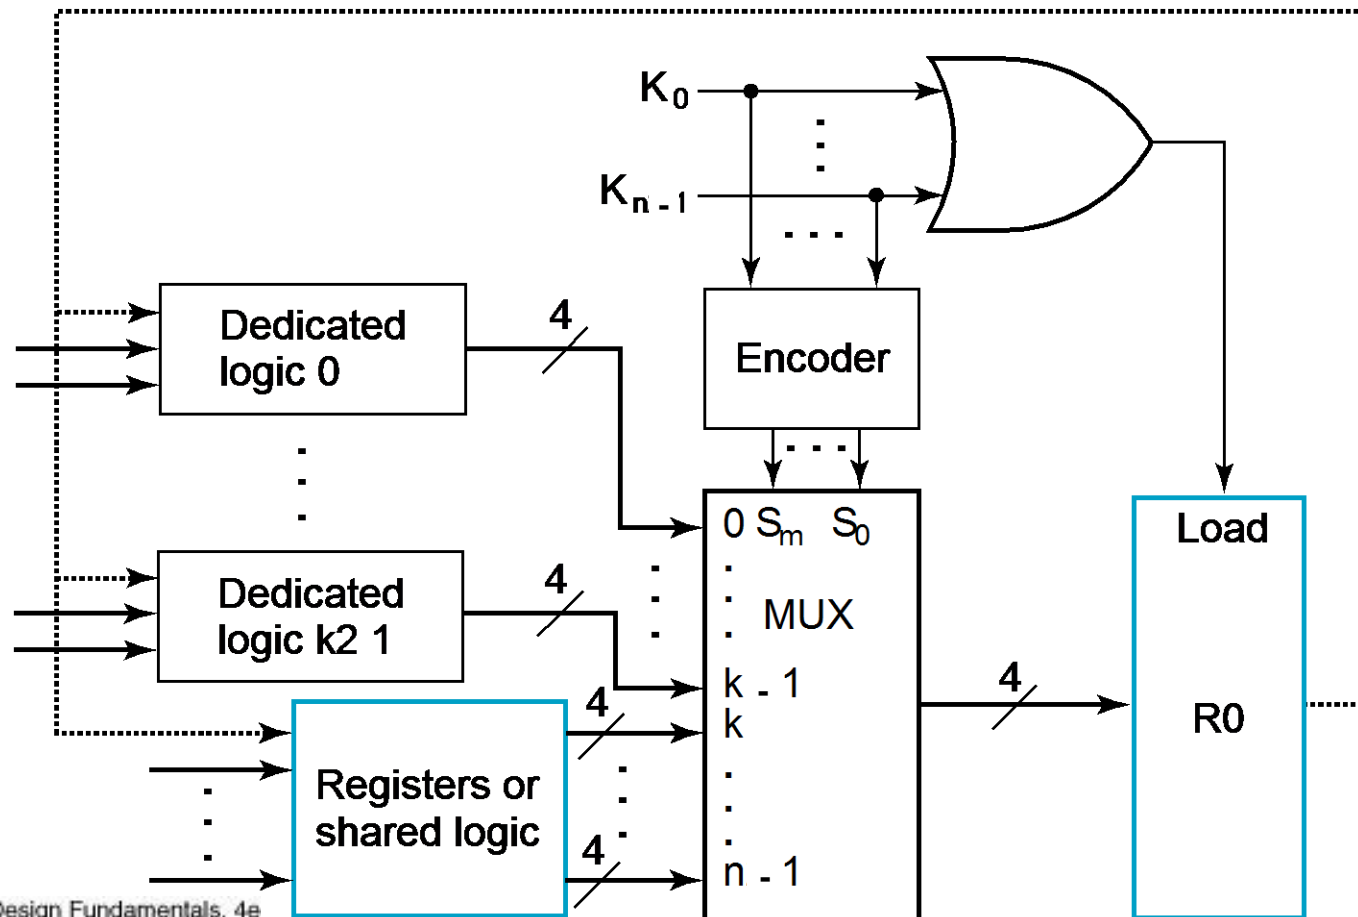 K0
Kn - 1
Dedicated
logic 0
4
Encoder
0 Sm S0
MUX
Load
Dedicated
logic k2 1
4
k - 1
k
n - 1
4
R0
Registers or
shared logic
4
4
Design Fundamentals, 4e